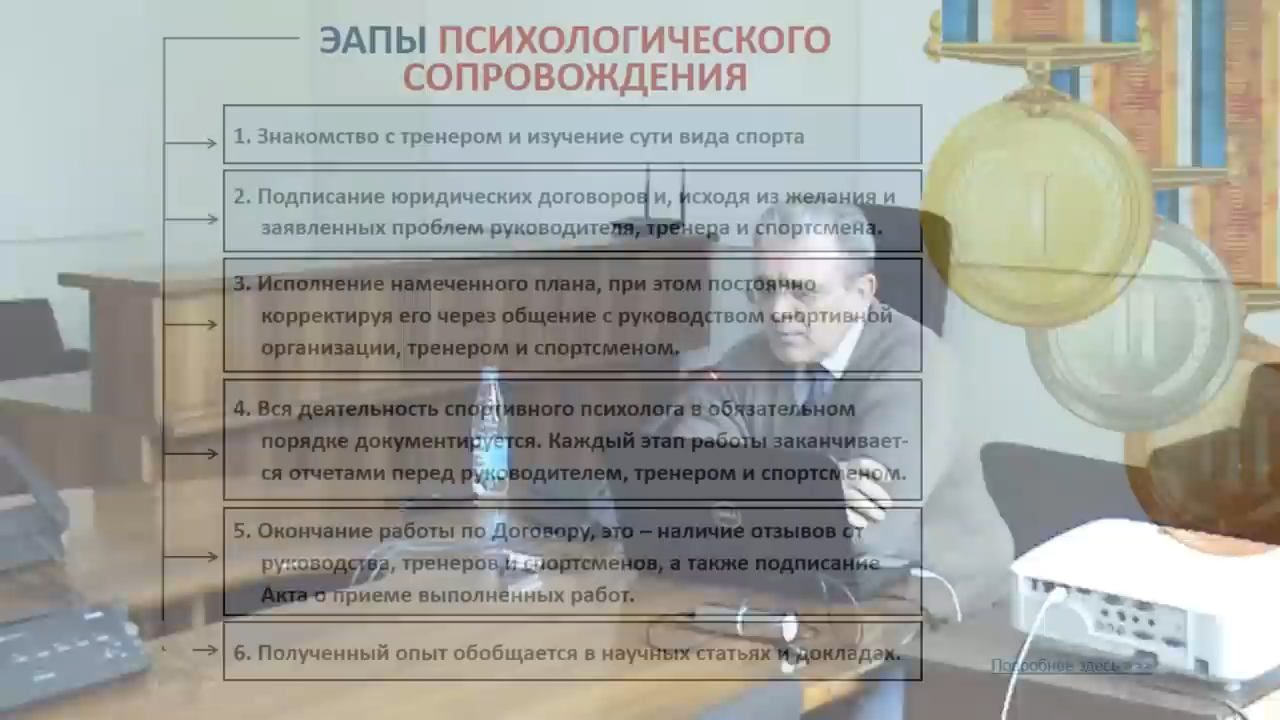 ЭАПЫ ПСИХОЛОГИЧЕСКОГО
СОПРОВОЖДЕНИЯ
1. Знакомство с тренером и изучение сути вида спорта
2. Подписание юридических договоров и, исходя из желания и
заявленных проблем руководителя, тренера и спортсмена.
3. Исполнение намеченного плана, при этом постоянно
корректируя его через общение с руководством спортивной
организации, тренером и спортсменом.
4. Вся деятельность спортивного психолога в обязательном
порядке документируется. Каждый этап работы заканчивает-
ся отчетами перед руководителем, тренером и спортсменом.
5. Окончание работы по Договору, это – наличие отзывов от
руководства, тренеров и спортсменов, а также подписание
Акта о приеме выполненных работ.
6. Полученный опыт обобщается в научных статьях и докладах.
Подробнее здесь >>>